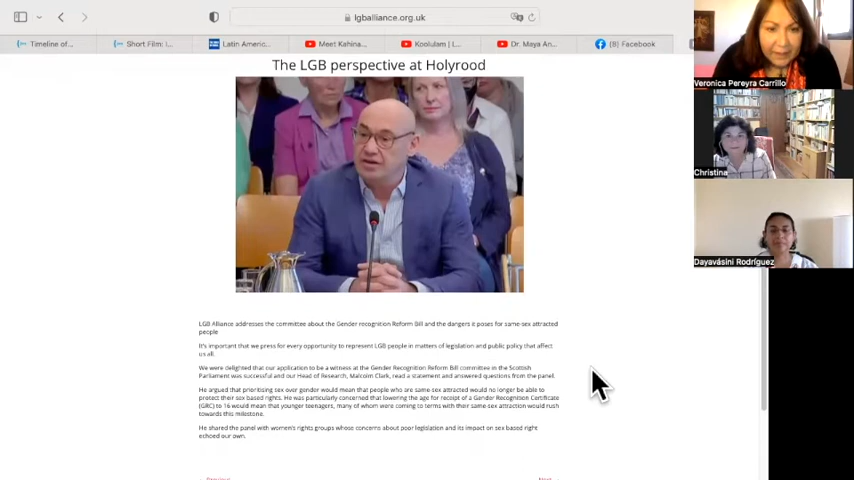 lgballiance.org.uk
Timeline of...
Short Film: I...
Latin Americ...
Meet Kahina...
Koolulam | I...
Dr. Maya An...
(8) Facebook
The LGB perspective at Holyrood
LGB Alliance addresses the committee about the Gender recognition Reform Bill and the dangers it poses for same-sex attracted
people
It's important that we press for every opportunity to represent LGB people in matters of legislation and public policy that affect
us all.
We were delighted that our application to be a witness at the Gender Recognition Reform Bill committee in the Scottish
Parliament was successful and our Head of Research, Malcolm Clark, read a statement and answered questions from the panel.
He argued that prioritising sex over gender would mean that people who are same-sex attracted would no longer be able to
protect their sex based rights. He was particularly concerned that lowering the age for receipt of a Gender Recognition Certificate
(GRC) to 16 would mean that younger teenagers, many of whom were coming to terms with their same sex attraction would rush
towards this milestone.
He shared the panel with women's rights groups whose concerns about poor legislation and its impact on sex based right
echoed our own.
Veronica Pereyra Carrillo
Christina
Dayavásini Rodríguez